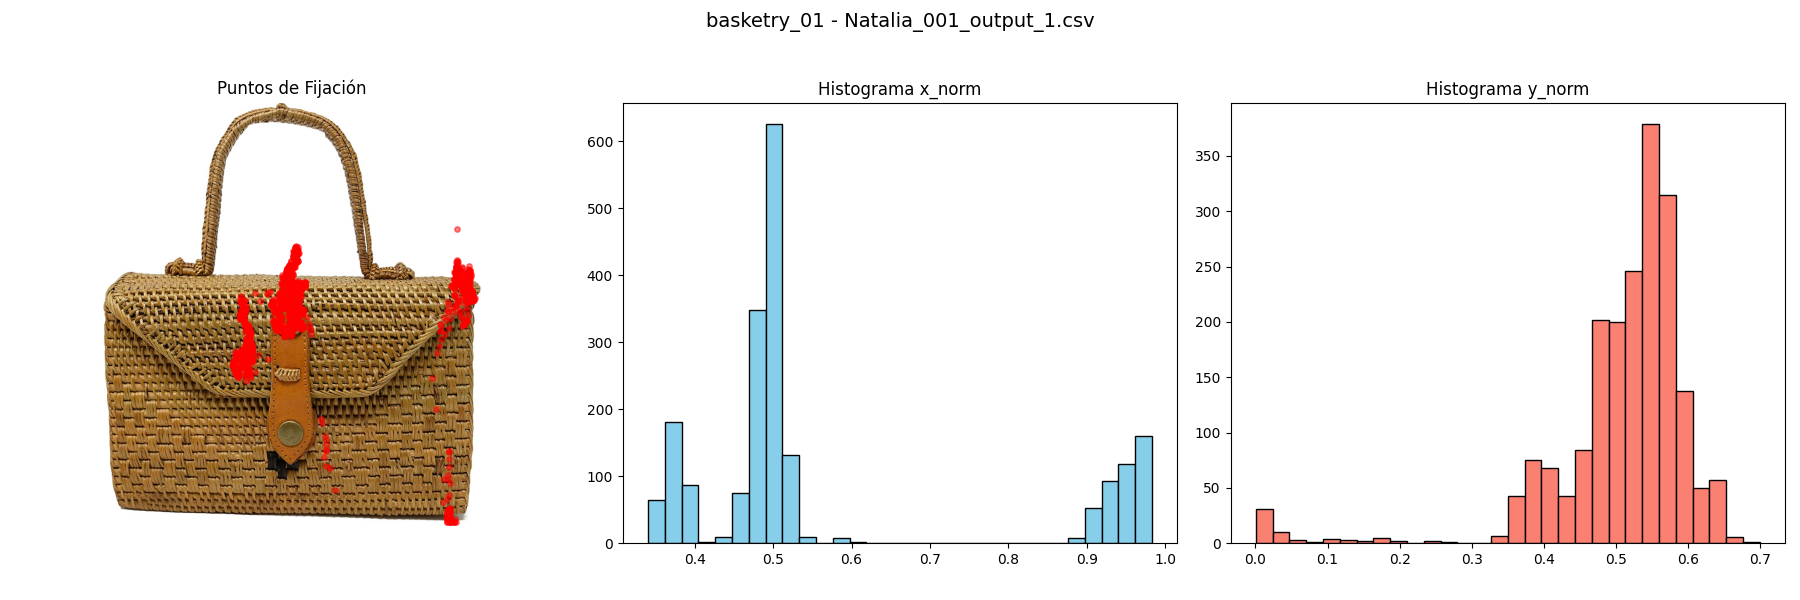 basketry_01 - Natalia_001_output_1.csv
Puntos de Fijación
Histograma x_norm
Histograma y_norm
600
500
400
300
200
100
0
0.4 0.5 0.6 0.7 0.8 0.9 1.0
350
300
250
200
150
100
50
0
0.0 0.1 0.2 0.3 0.4 0.5 0.6 0.7